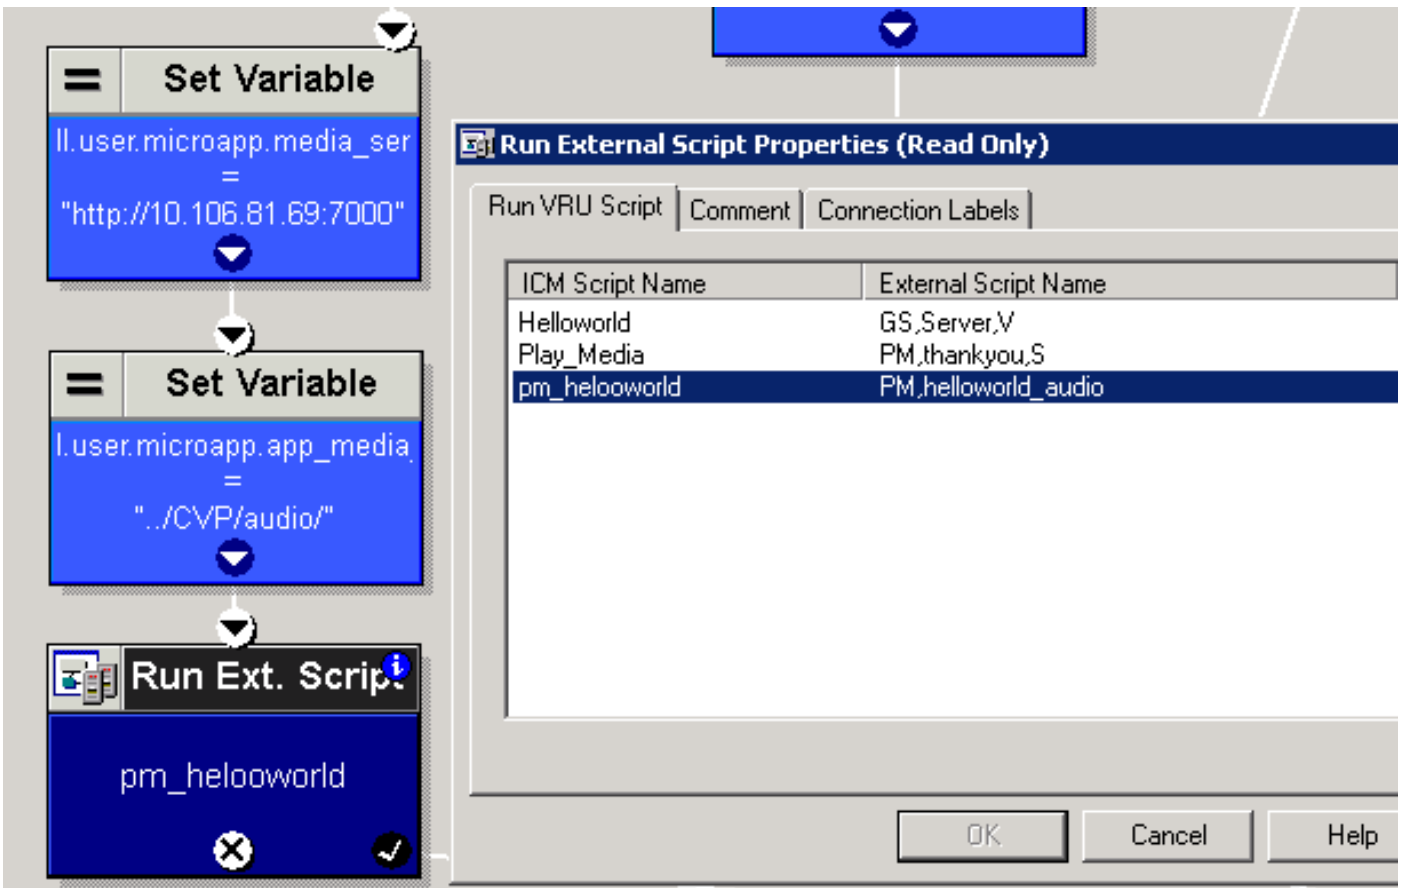 Set Variable
ll.user.microapp.media_ser
=
"http://10.106.81.69:7000"
Set Variable
l.user.microapp.app_media_
=
"../CVP/audio/"
Run Ext. Script
pm_helooworld
Run External Script Properties (Read Only)
Run VRU Script Comment Connection Labels
ICM Script Name External Script Name
Helloworld GS,Server,V
Play_Media PM,thankyou,S
pm_helooworld PM,helloworld_audio
OK Cancel Help